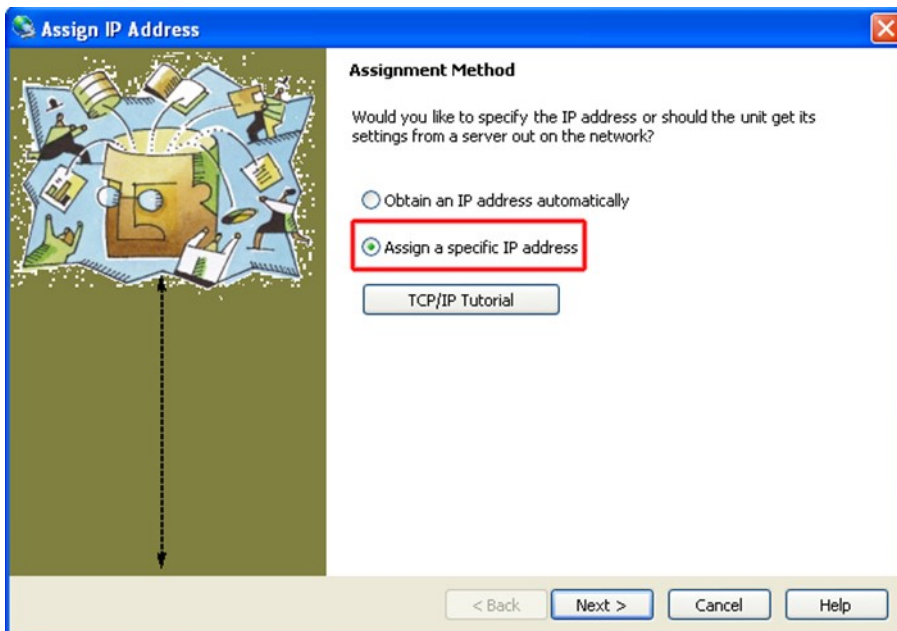 Assign IP Address
Assignment Method
Would you like to specify the IP address or should the unit get its
settings from a server out on the network?
Obtain an IP address automatically
Assign a specific IP address
TCP/IP Tutorial
< Back
Next >
Cancel
Help